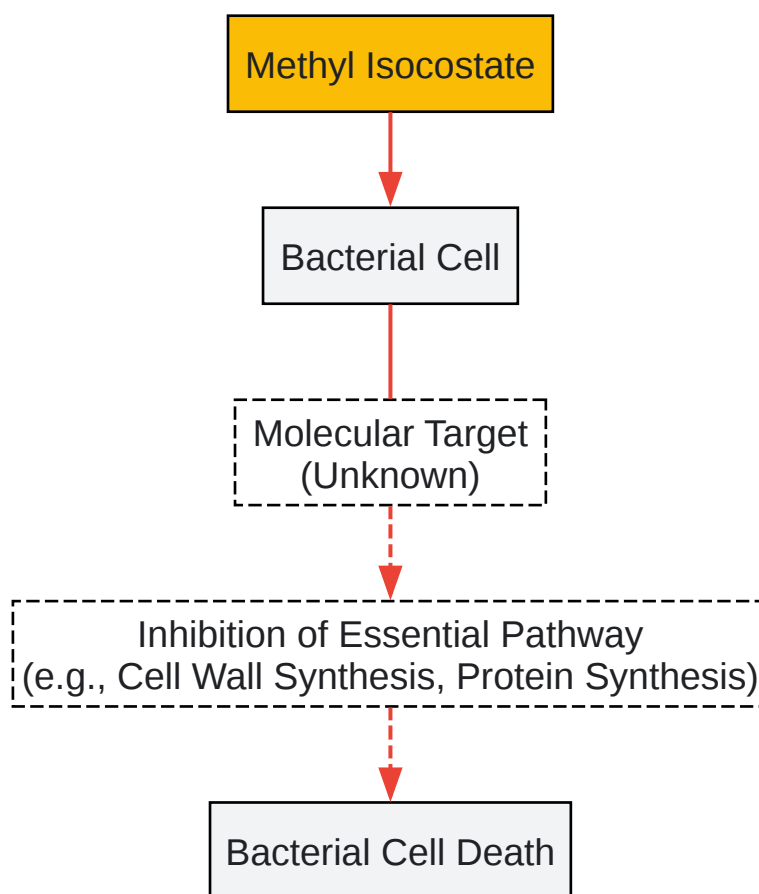 Methyl Isocostate
Bacterial Cell
Molecular Target
(Unknown)
Inhibition of Essential Pathway
(e.g., Cell Wall Synthesis, Protein Synthesis)
Bacterial Cell Death